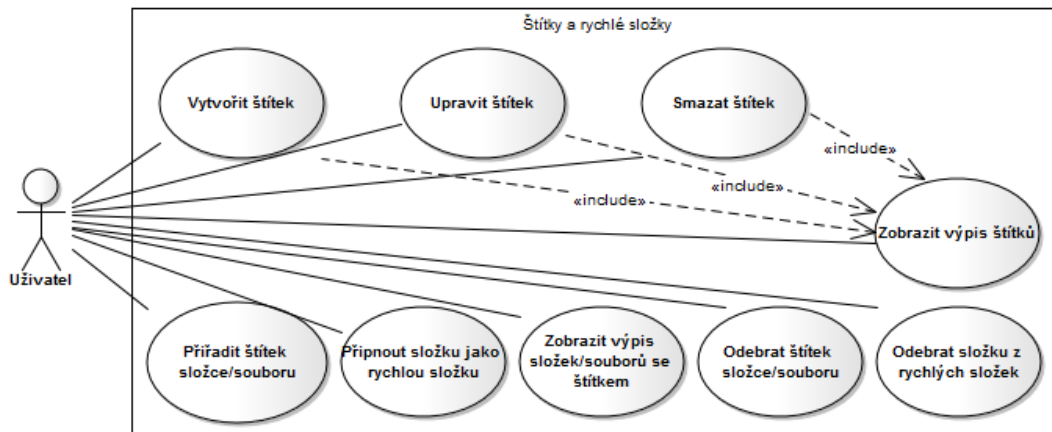 Štítky a rychlé složky
Vytvořit štítek
Upravit štítek
Smazat štítek
«include»
«include»
«include»
Zobrazit výpis štítků
Uživatel
Přiřadit štítek
složce/souboru
Připnout složku jako
rychlou složku
Zobrazit výpis
složek/souborů se
štítkem
Odebrat štítek
složce/souboru
Odebrat složku z
rychlých složek